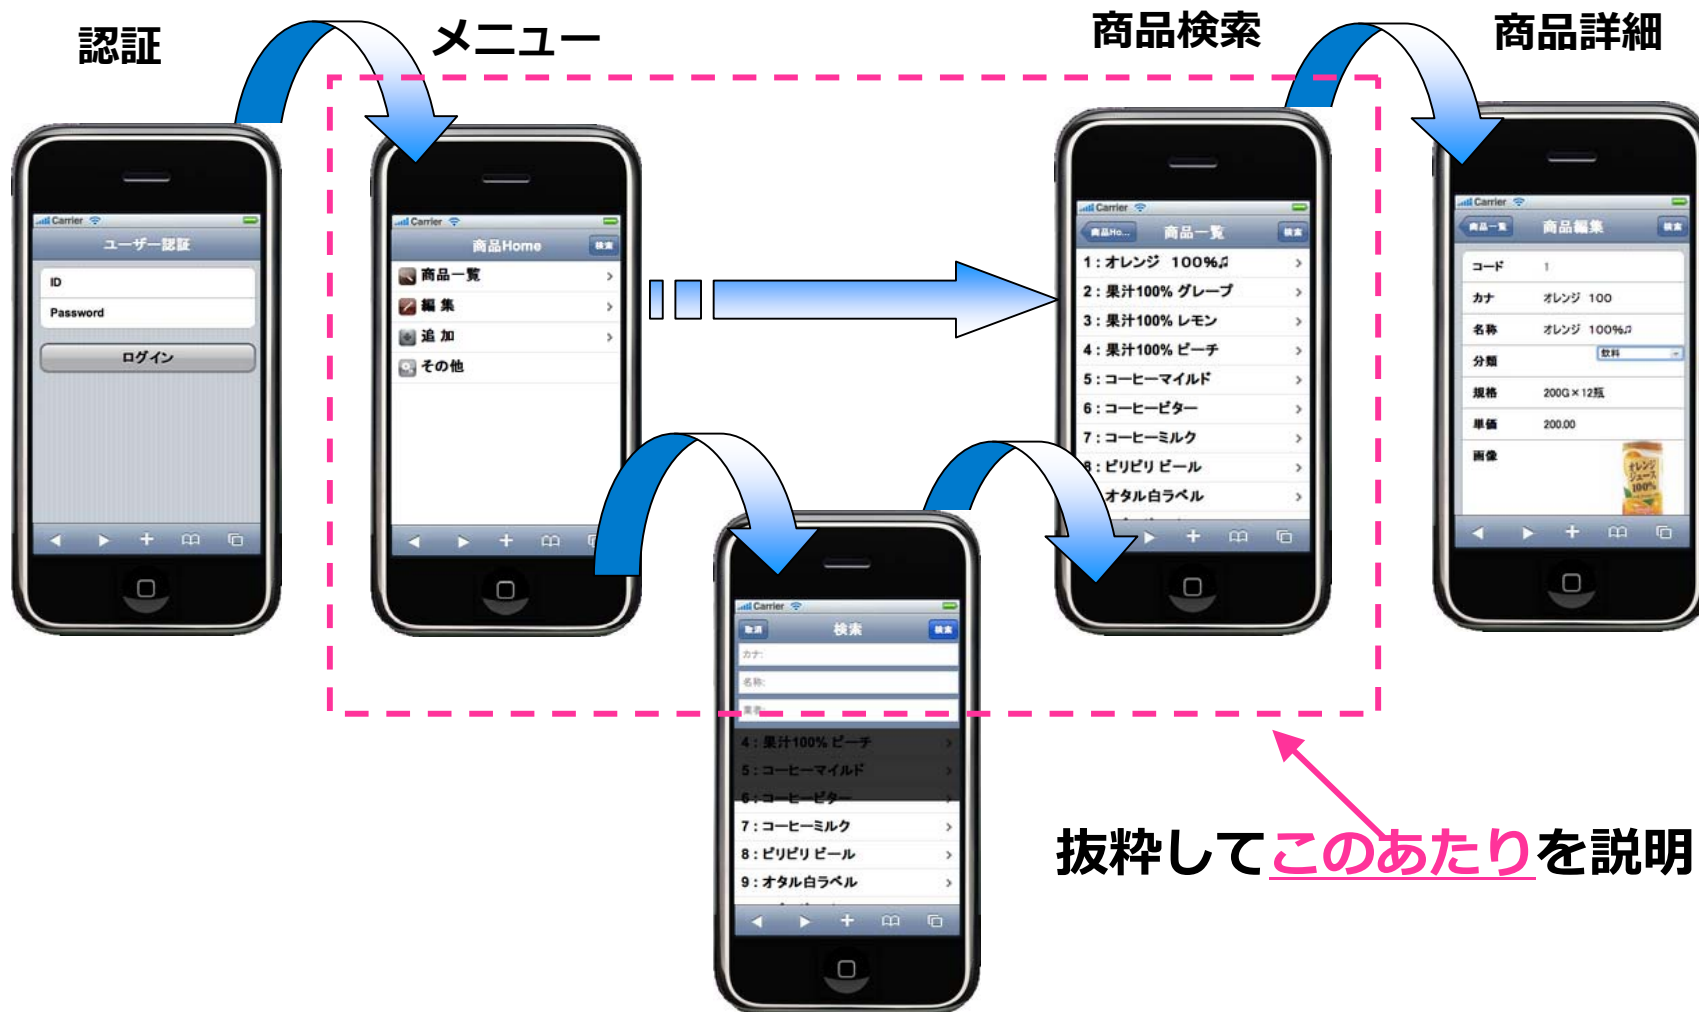 認証
メニュー
商品検索
商品詳細
Carrier
ユーザー認証
ID
Password
ログイン
Carrier
商品Home
検索
商品一覧
編集
追加
その他
Carrier
商品Ho...
商品一覧
検索
1：オレンジ 100%♫
2：果汁100% グレープ
3：果汁100% レモン
4：果汁100% ピーチ
5：コーヒーマイルド
6：コーヒービター
7：コーヒーミルク
8：ピリピリ ビール
オタル白ラベル
Carrier
商品一覧
商品編集
検索
コード 1
カナ オレンジ 100
名称 オレンジ 100%♫
分類 飲料
規格 200G×12瓶
単価 200.00
画像
オレンジ
ジュース
100%
Carrier
取消
検索
検索
カナ:
名称:
業者:
4：果汁100% ピーチ
5：コーヒーマイルド
6：コーヒービター
7：コーヒーミルク
8：ピリピリ ビール
9：オタル白ラベル
抜粋してこのあたりを説明